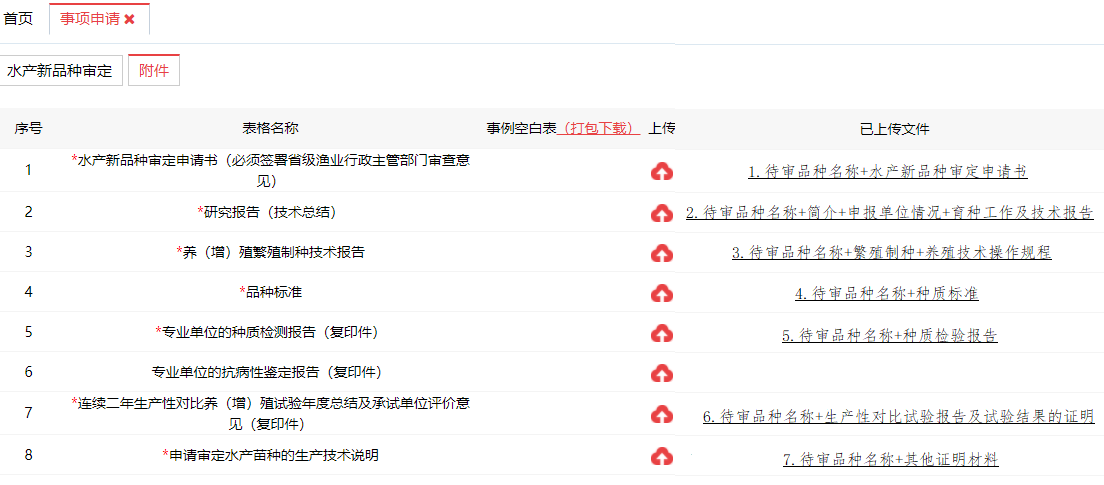 首页 事项申请 ✖
水产新品种审定 附件
序号 表格名称 事例空白表（打包下载） 上传 已上传文件
1 *水产新品种审定申请书（必须签署省级渔业行政主管部门审查意
见） 1.待审品种名称+水产新品种审定申请书
2 *研究报告（技术总结） 2.待审品种名称+简介+申报单位情况+育种工作及技术报告
3 *养（增）殖繁殖制种技术报告 3.待审品种名称+繁殖制种+养殖技术操作规程
4 *品种标准 4.待审品种名称+种质标准
5 *专业单位的种质检测报告（复印件） 5.待审品种名称+种质检验报告
6 专业单位的抗病性鉴定报告（复印件）
7 *连续二年生产性对比养（增）殖试验年度总结及承试单位评价意
见（复印件） 6.待审品种名称+生产性对比试验报告及试验结果的证明
8 *申请审定水产苗种的生产技术说明 7.待审品种名称+其他证明材料